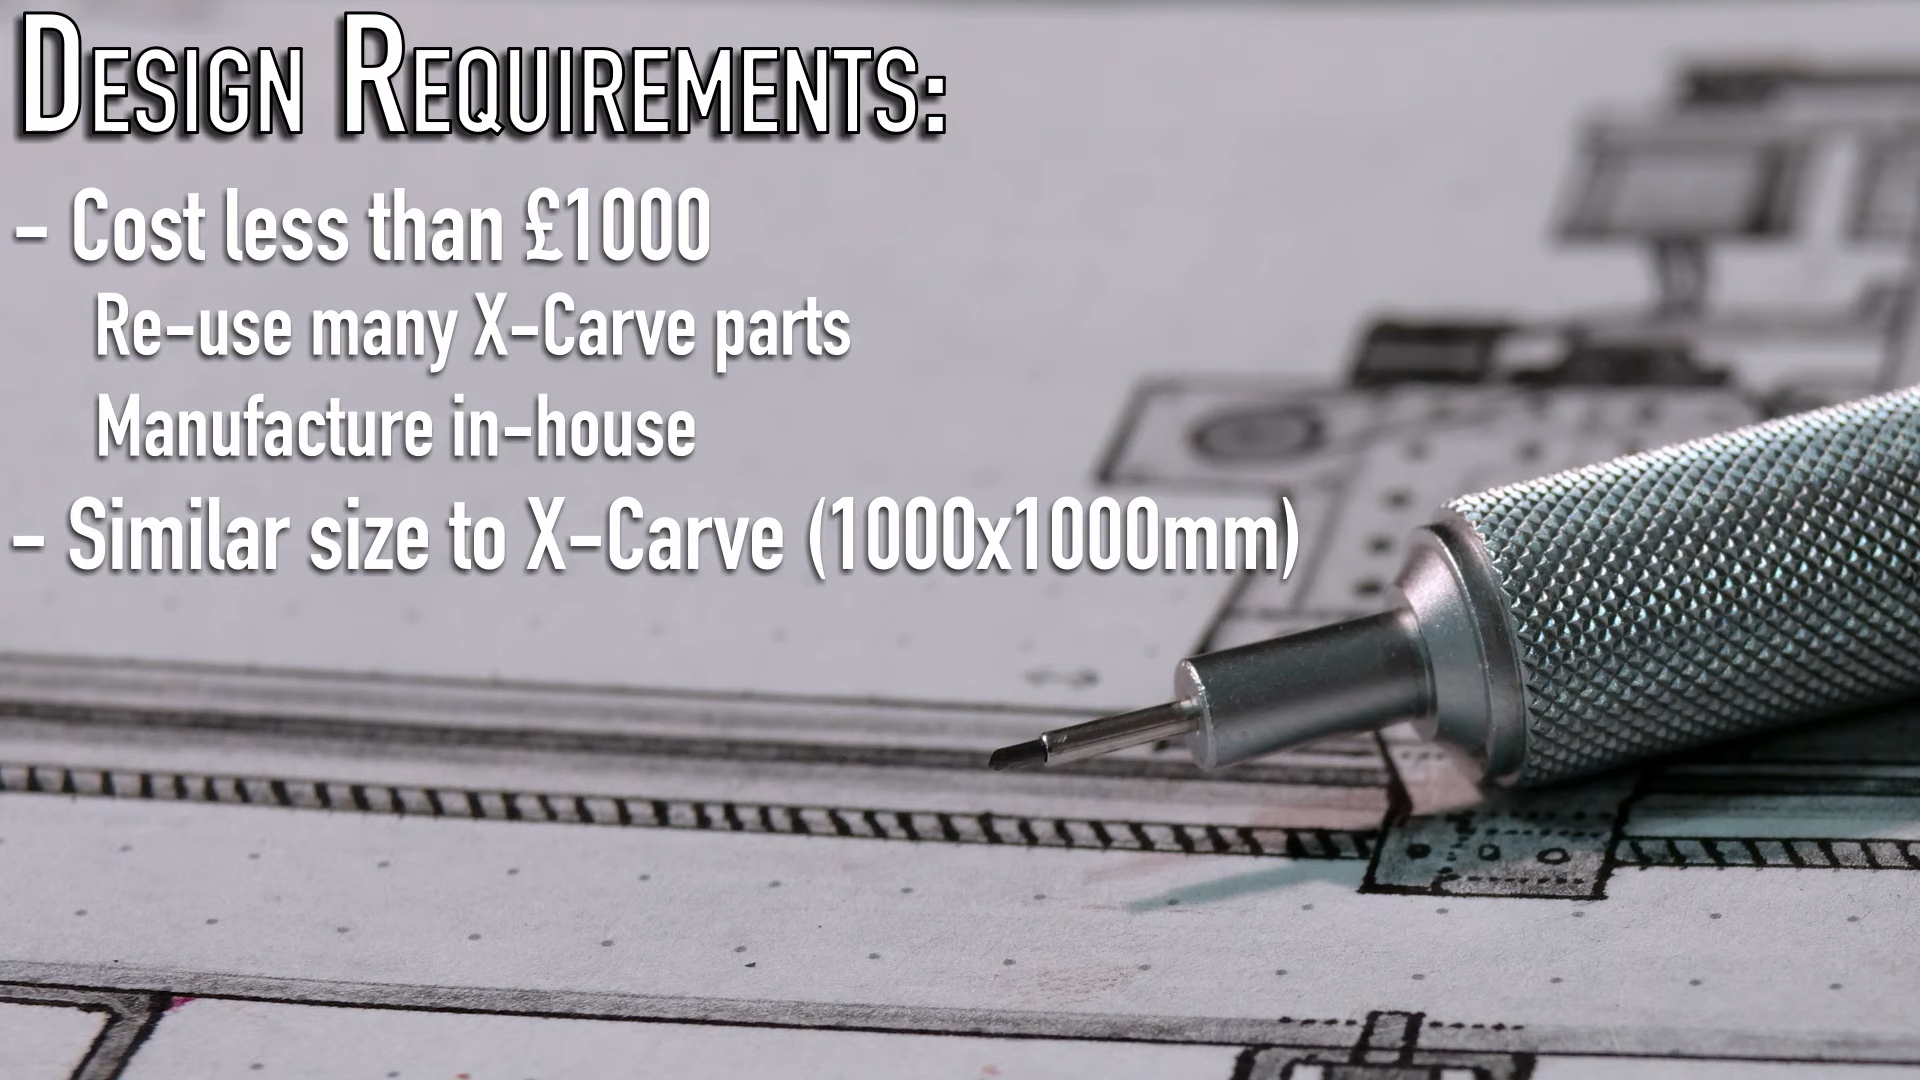 Design Requirements:
- Cost less than £1000
Re-use many X-Carve parts
Manufacture in-house
- Similar size to X-Carve (1000x1000mm)